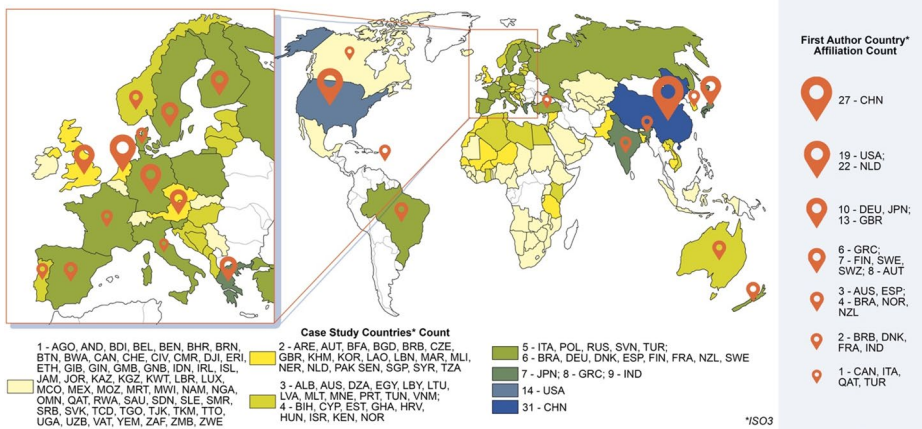 First Author Country*
Affiliation Count
27 - CHN
19 - USA;
22 - NLD
10 - DEU, JPN;
13 - GBR
6 - GRC;
7 - FIN, SWE,
SWZ; 8 - AUT
3 - AUS, ESP;
4 - BRA, NOR,
NZL
2 - BRB, DNK,
FRA, IND
1 - CAN, ITA,
QAT, TUR
Case Study Countries* Count
1 - AGO, AND, BDI, BEL, BEN, BHR, BRN,
BTN, BWA, CAN, CHE, CIV, CMR, DJI, ERI,
ETH, GIB, GIN, GMB, GNB, IDN, IRL, ISL,
JAM, JOR, KAZ, KGZ, KWT, LBR, LUX,
MCO, MEX, MOZ, MRT, MWI, NAM, NGA,
OMN, QAT, RWA, SAU, SDN, SLE, SMR,
SRB, SVK, TCD, TGO, TJK, TKM, TTO,
UGA, UZB, VAT, YEM, ZAF, ZMB, ZWE
2 - ARE, AUT, BFA, BGD, BRB, CZE,
GBR, KHM, KOR, LAO, LBN, MAR, MLI,
NER, NLD, PAK SEN, SGP, SYR, TZA
3 - ALB, AUS, DZA, EGY, LBY, LTU,
LVA, MLT, MNE, PRT, TUN, VNM;
4 - BIH, CYP, EST, GHA, HRV,
HUN, ISR, KEN, NOR
5 - ITA, POL, RUS, SVN, TUR;
6 - BRA, DEU, DNK, ESP, FIN, FRA, NZL, SWE
7 - JPN; 8 - GRC; 9 - IND
14 - USA
31 - CHN
*ISO3